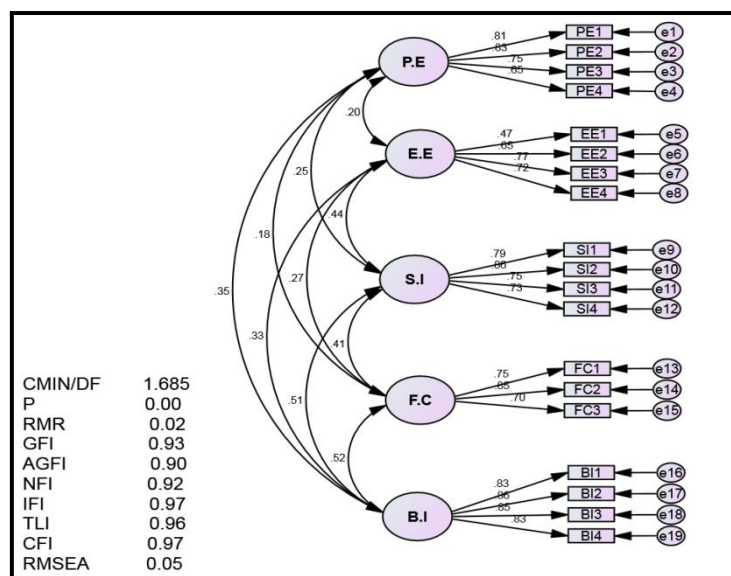 .81 PE1 e1
.83 PE2 e2
P.E .75 PE3 e3
.65 PE4 e4
.20
.47 EE1 e5
.65 EE2 e6
E.E .77 EE3 e7
.72 EE4 e8
.25
.44
.18
.79 SI1 e9
.86 SI2 e10
.27 S.I .75 SI3 e11
.35 .73 SI4 e12
.33
.41
.75 FC1 e13
CMIN/DF 1.685
.85 FC2 e14
.51 F.C .70 FC3 e15
P 0.00
RMR 0.02
GFI 0.93
.52
AGFI 0.90
.83 BI1 e16
NFI 0.92
.86 BI2 e17
IFI 0.97
B.I .85 BI3 e18
TLI 0.96
.83 BI4 e19
CFI 0.97
RMSEA 0.05